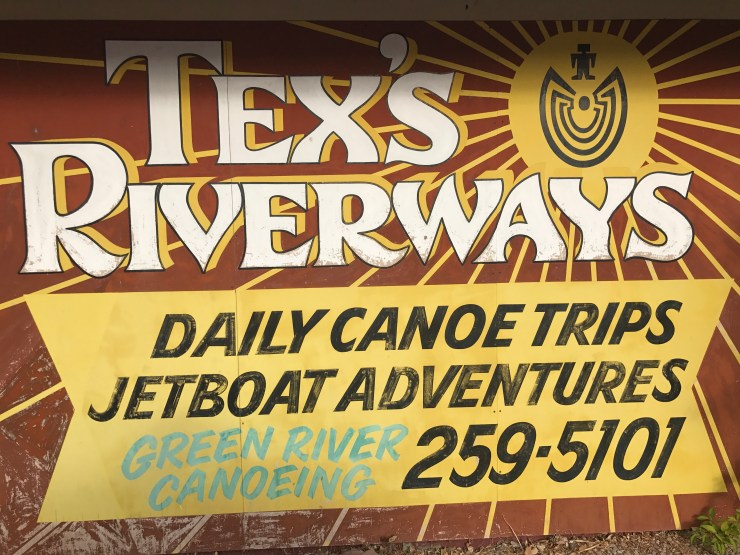 TEX'S
RIVERWAYS
DAILY CANOE TRIPS
JETBOAT ADVENTURES
GREEN RIVER
CANOEING
259-5101